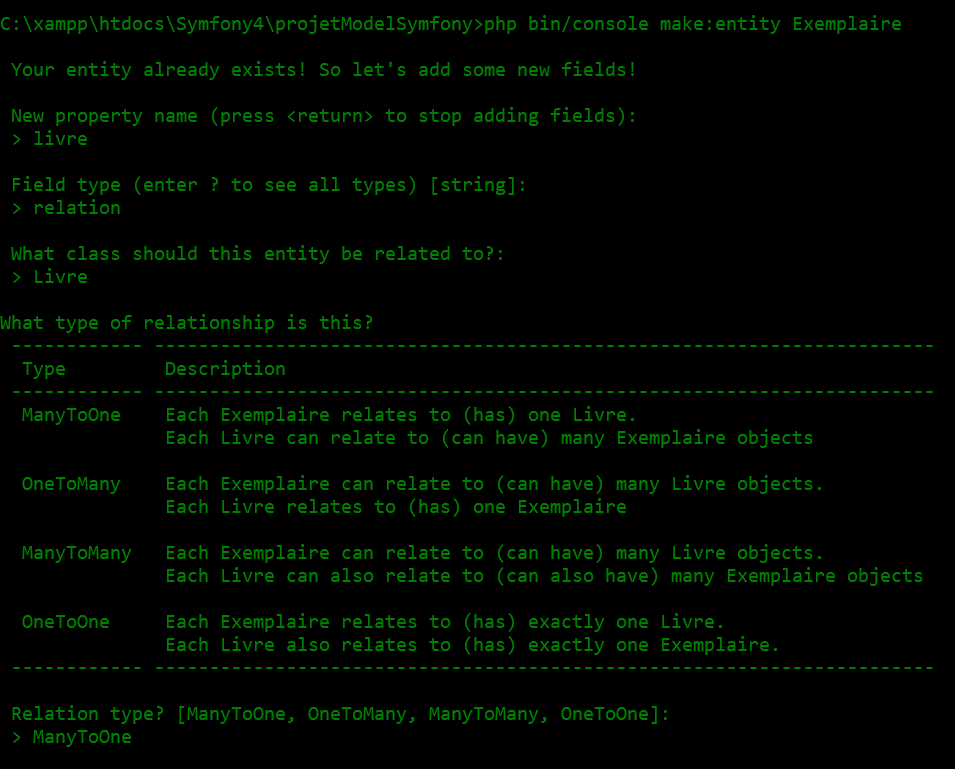 C:\xampp\htdocs\Symfony4\projetModelSymfony>php bin/console make:entity Exemplaire
Your entity already exists! So let's add some new fields!
New property name (press <return> to stop adding fields):
> livre
Field type (enter ? to see all types) [string]:
> relation
What class should this entity be related to?:
> Livre
What type of relationship is this?
------------ -----------------------------------------------------------------------
Type Description
------------ -----------------------------------------------------------------------
ManyToOne Each Exemplaire relates to (has) one Livre.
Each Livre can relate to (can have) many Exemplaire objects
OneToMany Each Exemplaire can relate to (can have) many Livre objects.
Each Livre relates to (has) one Exemplaire
ManyToMany Each Exemplaire can relate to (can have) many Livre objects.
Each Livre can also relate to (can also have) many Exemplaire objects
OneToOne Each Exemplaire relates to (has) exactly one Livre.
Each Livre also relates to (has) exactly one Exemplaire.
------------ -----------------------------------------------------------------------
Relation type? [ManyToOne, OneToMany, ManyToMany, OneToOne]:
> ManyToOne